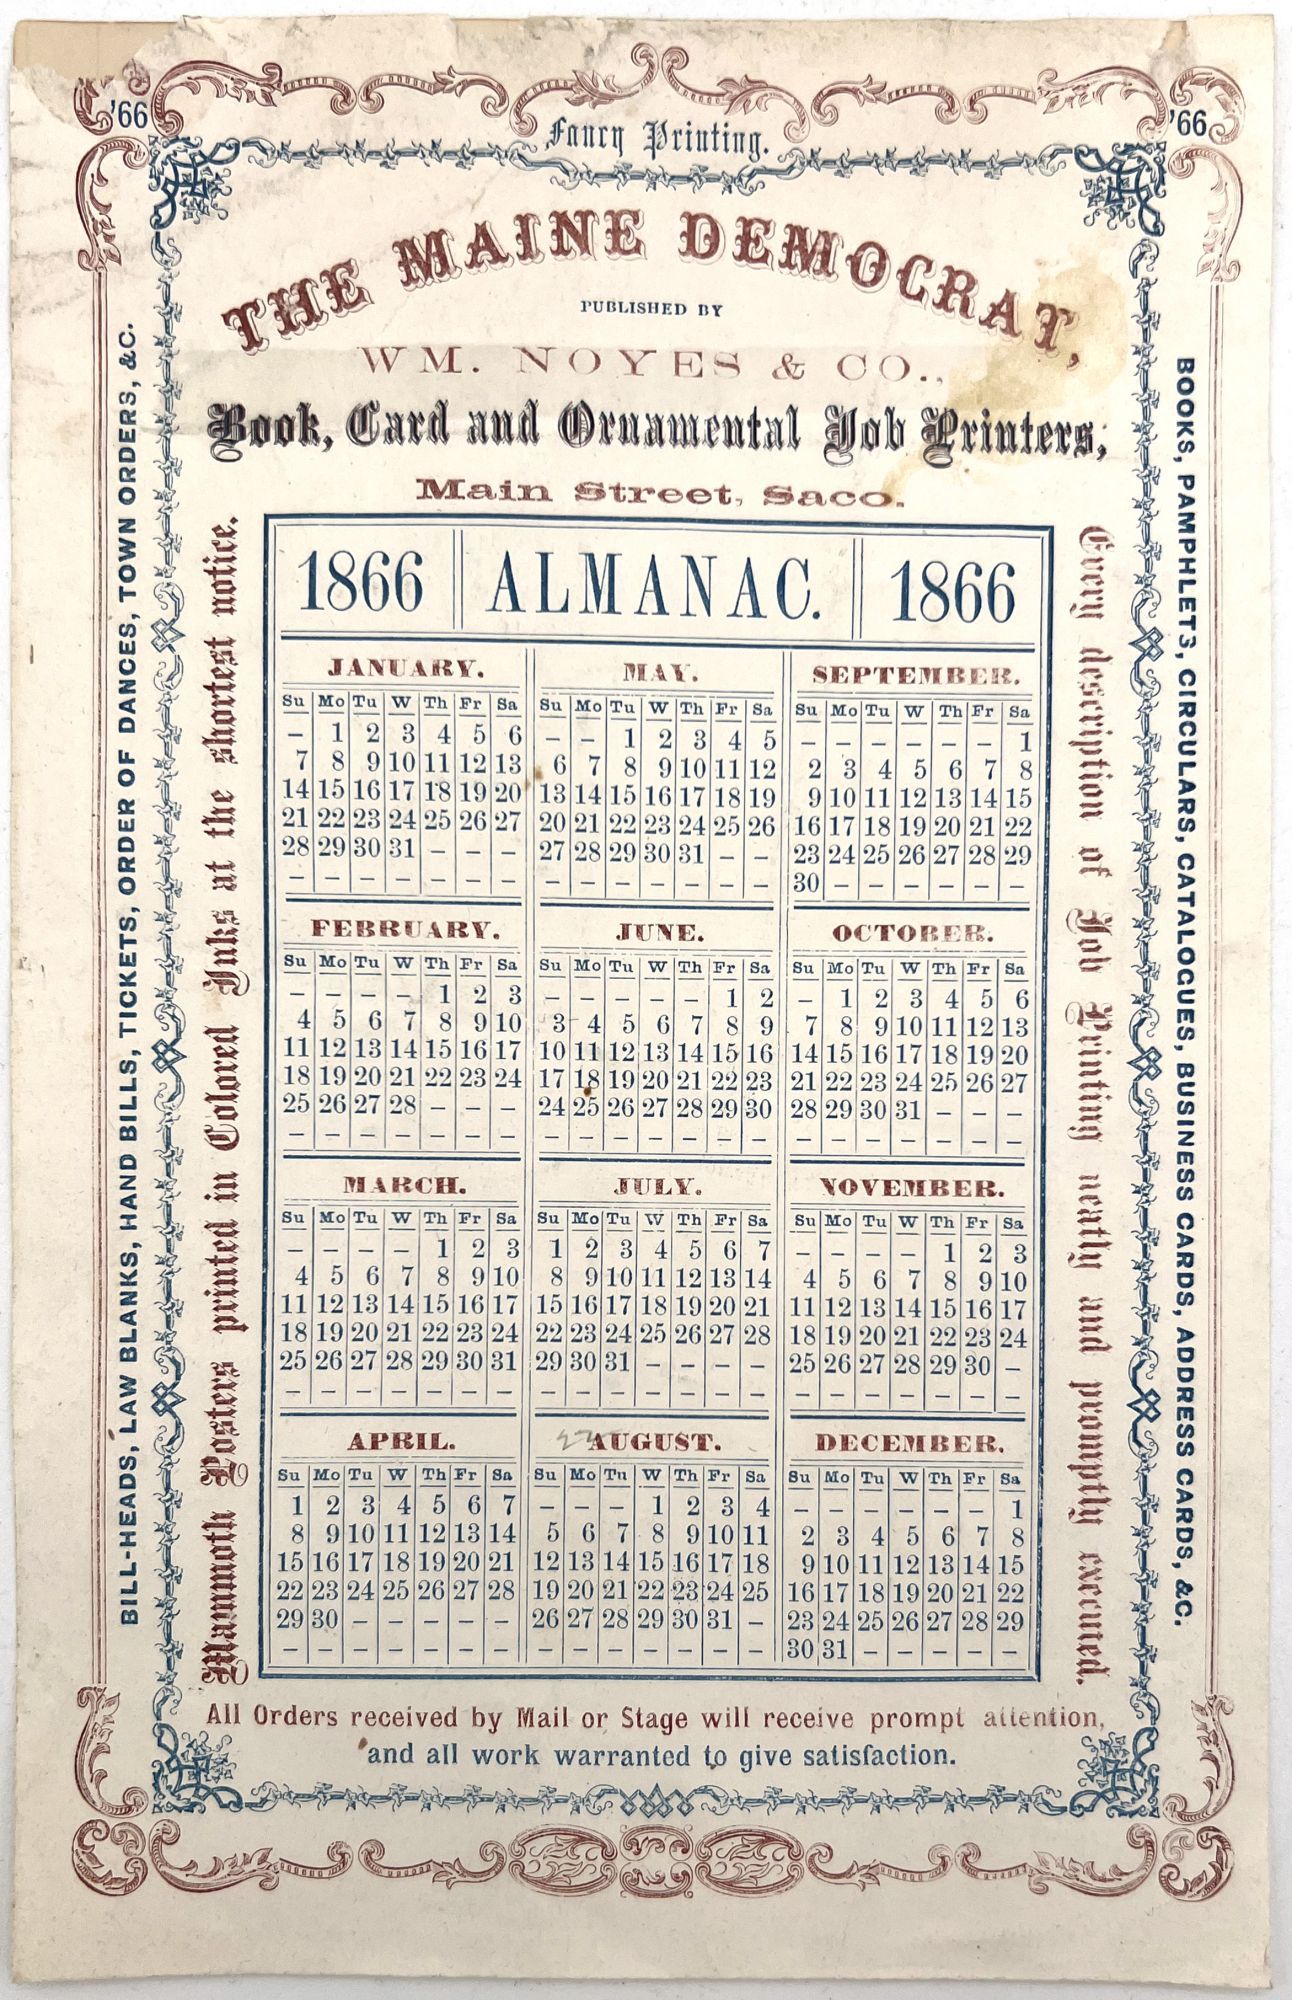 '66
'66
Fancy Printing.
THE MAINE DEMOCRAT,
PUBLISHED BY
WM. NOYES & CO.,
Book, Card and Ornamental Job Printers,
Main Street, Saco.
BILL-HEADS, LAW BLANKS, HAND BILLS, TICKETS, ORDER OF DANCES, TOWN ORDERS, &C.
Mammoth Posters printed in Colored Inks at the shortest notice.
Every description of Job Printing neatly and promptly executed.
BOOKS, PAMPHLETS, CIRCULARS, CATALOGUES, BUSINESS CARDS, ADDRESS CARDS, &C.
1866 ALMANAC. 1866
JANUARY.
Su Mo Tu W Th Fr Sa
– 1 2 3 4 5 6
7 8 9 10 11 12 13
14 15 16 17 18 19 20
21 22 23 24 25 26 27
28 29 30 31 – – –
– – – – – – –
FEBRUARY.
Su Mo Tu W Th Fr Sa
– – – – 1 2 3
4 5 6 7 8 9 10
11 12 13 14 15 16 17
18 19 20 21 22 23 24
25 26 27 28 – – –
– – – – – – –
MARCH.
Su Mo Tu W Th Fr Sa
– – – – 1 2 3
4 5 6 7 8 9 10
11 12 13 14 15 16 17
18 19 20 21 22 23 24
25 26 27 28 29 30 31
– – – – – – –
APRIL.
Su Mo Tu W Th Fr Sa
1 2 3 4 5 6 7
8 9 10 11 12 13 14
15 16 17 18 19 20 21
22 23 24 25 26 27 28
29 30 – – – – –
– – – – – – –
MAY.
Su Mo Tu W Th Fr Sa
– – 1 2 3 4 5
6 7 8 9 10 11 12
13 14 15 16 17 18 19
20 21 22 23 24 25 26
27 28 29 30 31 – –
– – – – – – –
JUNE.
Su Mo Tu W Th Fr Sa
– – – – – 1 2
3 4 5 6 7 8 9
10 11 12 13 14 15 16
17 18 19 20 21 22 23
24 25 26 27 28 29 30
– – – – – – –
JULY.
Su Mo Tu W Th Fr Sa
1 2 3 4 5 6 7
8 9 10 11 12 13 14
15 16 17 18 19 20 21
22 23 24 25 26 27 28
29 30 31 – – – –
– – – – – – –
AUGUST.
Su Mo Tu W Th Fr Sa
– – – 1 2 3 4
5 6 7 8 9 10 11
12 13 14 15 16 17 18
19 20 21 22 23 24 25
26 27 28 29 30 31 –
– – – – – – –
SEPTEMBER.
Su Mo Tu W Th Fr Sa
– – – – – – 1
2 3 4 5 6 7 8
9 10 11 12 13 14 15
16 17 18 19 20 21 22
23 24 25 26 27 28 29
30 – – – – – –
OCTOBER.
Su Mo Tu W Th Fr Sa
– 1 2 3 4 5 6
7 8 9 10 11 12 13
14 15 16 17 18 19 20
21 22 23 24 25 26 27
28 29 30 31 – – –
– – – – – – –
NOVEMBER.
Su Mo Tu W Th Fr Sa
– – – – 1 2 3
4 5 6 7 8 9 10
11 12 13 14 15 16 17
18 19 20 21 22 23 24
25 26 27 28 29 30 –
– – – – – – –
DECEMBER.
Su Mo Tu W Th Fr Sa
– – – – – – 1
2 3 4 5 6 7 8
9 10 11 12 13 14 15
16 17 18 19 20 21 22
23 24 25 26 27 28 29
30 31 – – – – –
All Orders received by Mail or Stage will receive prompt attention,
and all work warranted to give satisfaction.